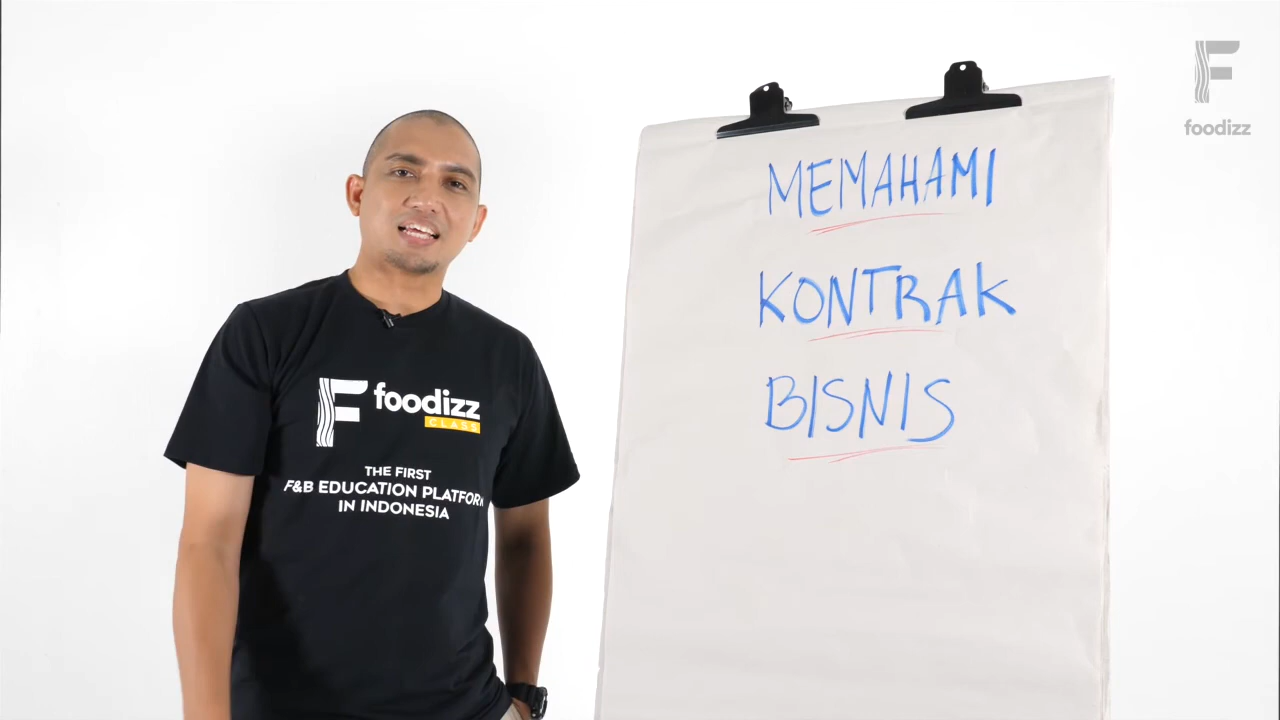 foodizz
MEMAHAMI
KONTRAK
BISNIS
foodizz
CLASS
THE FIRST
F&B EDUCATION PLATFORM
IN INDONESIA